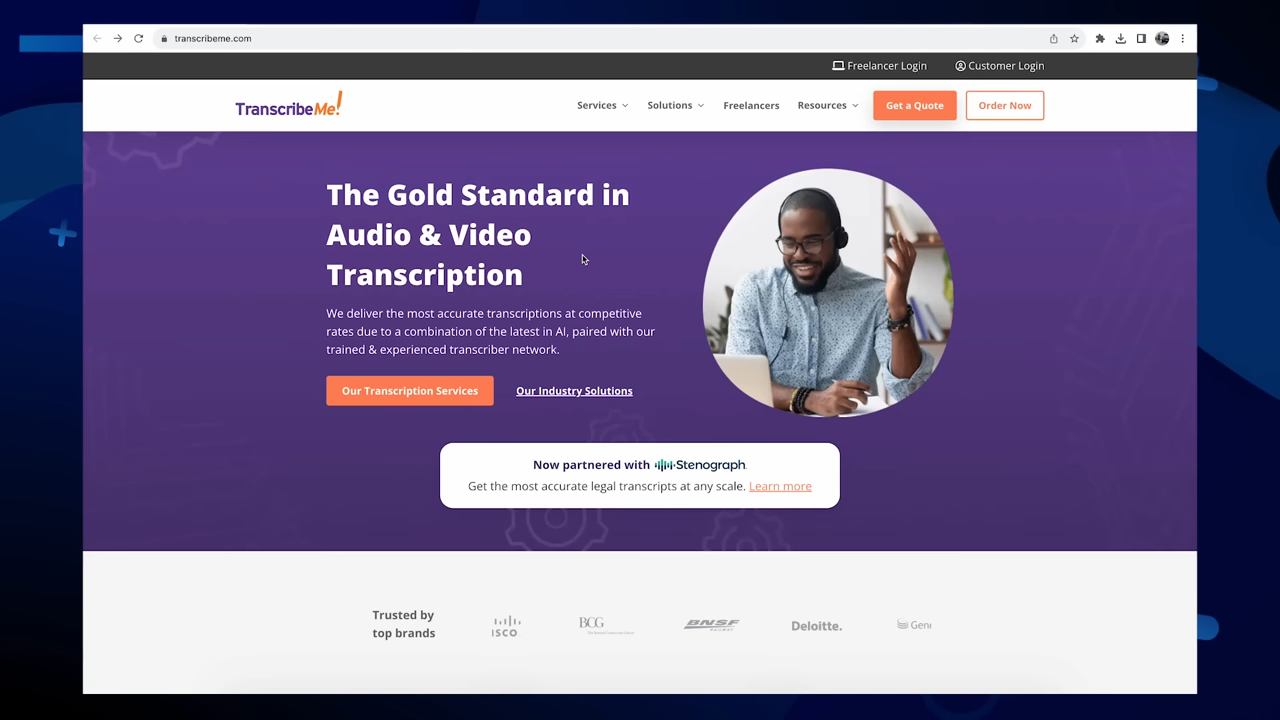 transcribeme.com
Freelancer Login
Customer Login
TranscribeMe!
Services
Solutions
Freelancers
Resources
Get a Quote
Order Now
The Gold Standard in
Audio & Video
Transcription
We deliver the most accurate transcriptions at competitive
rates due to a combination of the latest in AI, paired with our
trained & experienced transcriber network.
Our Transcription Services
Our Industry Solutions
Now partnered with Stenograph
Get the most accurate legal transcripts at any scale. Learn more
Trusted by
top brands
ISCO
BCG
BNSF
RAILWAY
Deloitte.
Gene